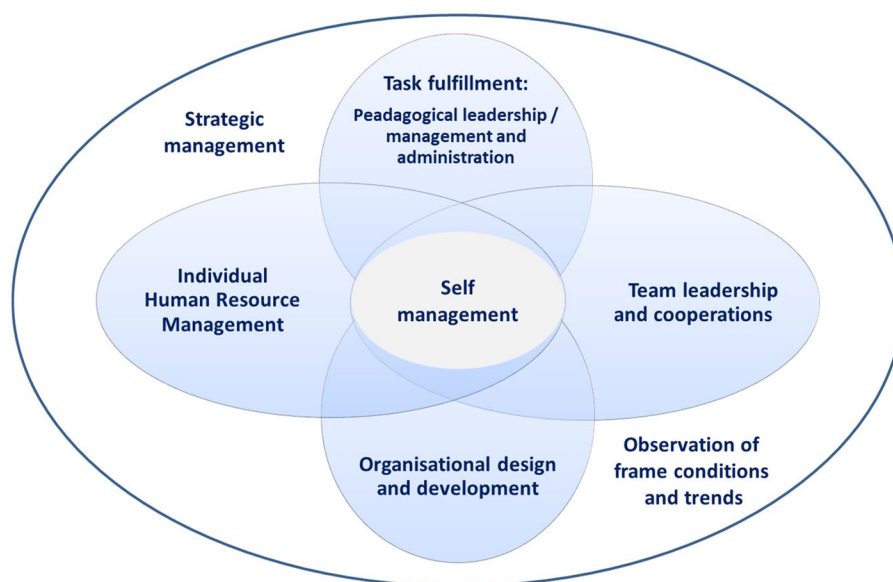 Task fulfillment:
Peadagogical leadership /
management and
administration
Strategic
management
Individual
Human Resource
Management
Self
management
Team leadership
and cooperations
Organisational design
and development
Observation of
frame conditions
and trends